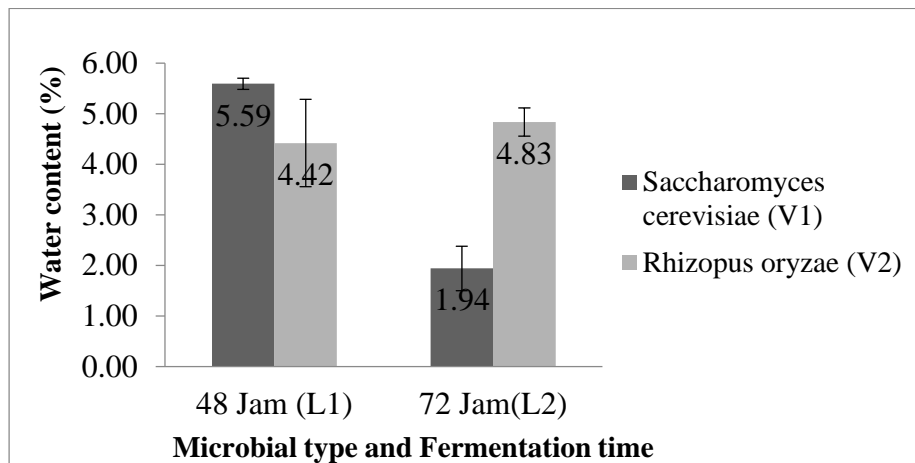 Water content (%)
6.00
5.00
4.00
3.00
2.00
1.00
0.00
5.59
4.42
1.94
4.83
48 Jam (L1)
72 Jam(L2)
Microbial type and Fermentation time
Saccharomyces
cerevisiae (V1)
Rhizopus oryzae (V2)